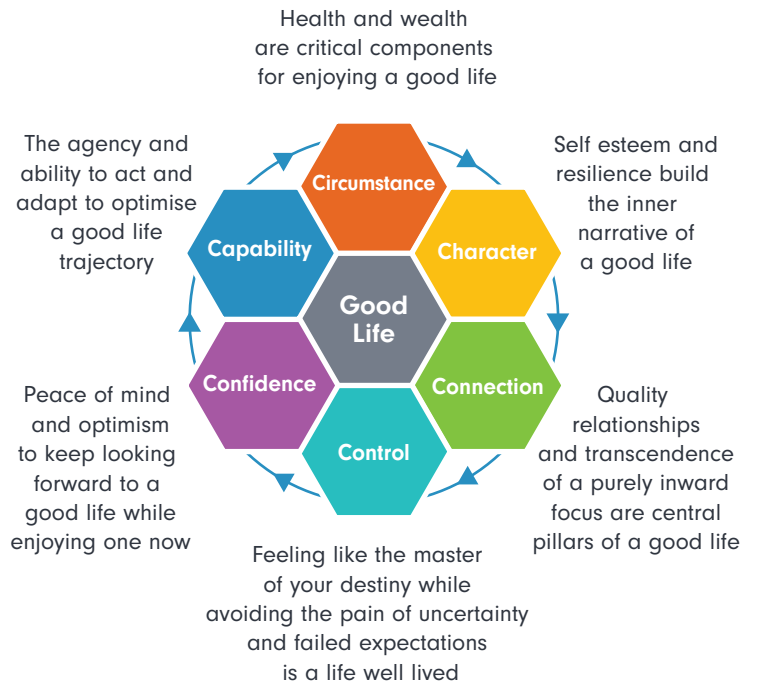 Health and wealth
are critical components
for enjoying a good life
Circumstance
Self esteem and
resilience build
the inner
narrative of
a good life
Character
Quality
relationships
and transcendence
of a purely inward
focus are central
pillars of a good life
Connection
Feeling like the master
of your destiny while
avoiding the pain of uncertainty
and failed expectations
is a life well lived
Control
Peace of mind
and optimism
to keep looking
forward to a
good life while
enjoying one now
Confidence
The agency and
ability to act and
adapt to optimise
a good life
trajectory
Capability
Good
Life